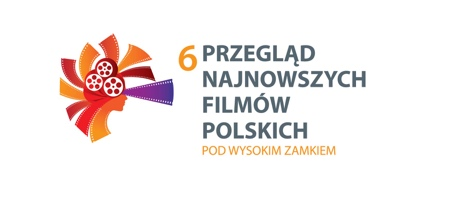 6 PRZEGLĄD
NAJNOWSZYCH
FILMÓW
POLSKICH
POD WYSOKIM ZAMKIEM